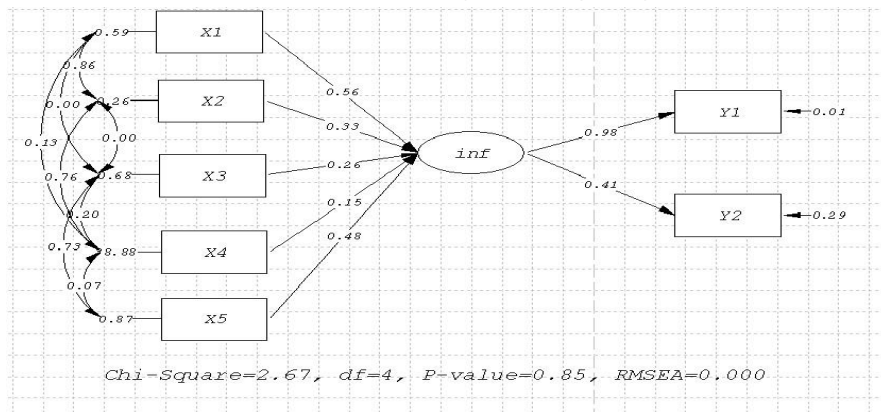 0.59 X1
0.86
0.56
0.26 X2
0.00
0.33
Y1 0.01
0.98
0.00
0.13
inf
0.68 X3
0.26
0.76
0.41
0.20
0.15
Y2 0.29
0.73
0.48
8.88 X4
0.07
0.87 X5
Chi-Square=2.67, df=4, P-value=0.85, RMSEA=0.000